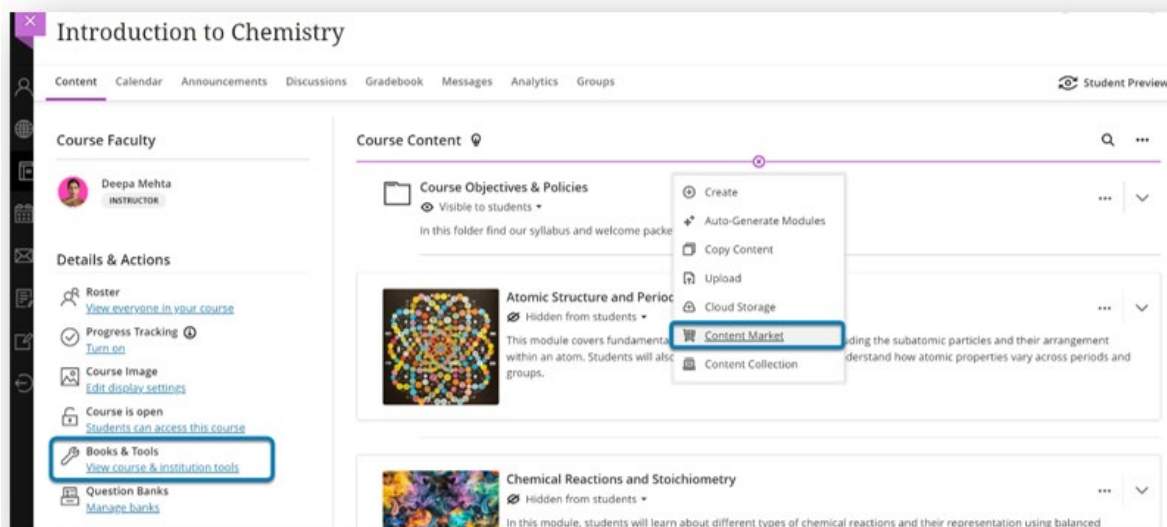 Introduction to Chemistry
Content Calendar Announcements Discussions Gradebook Messages Analytics Groups
Student Preview
Course Faculty
Deepa Mehta
INSTRUCTOR
Details & Actions
Roster
View everyone in your course
Progress Tracking
Turn on
Course Image
Edit display settings
Course is open
Students can access this course
Books & Tools
View course & institution tools
Question Banks
Manage banks
Course Content
Course Objectives & Policies
Visible to students
In this folder find our syllabus and welcome packe
Create
Auto-Generate Modules
Copy Content
Upload
Cloud Storage
Content Market
Content Collection
Atomic Structure and Perio
Hidden from students
This module covers fundamenta ding the subatomic particles and their arrangement
within an atom. Students will also derstand how atomic properties vary across periods and
groups.
Chemical Reactions and Stoichiometry
Hidden from students
In this module, students will learn about different types of chemical reactions and their representation using balanced